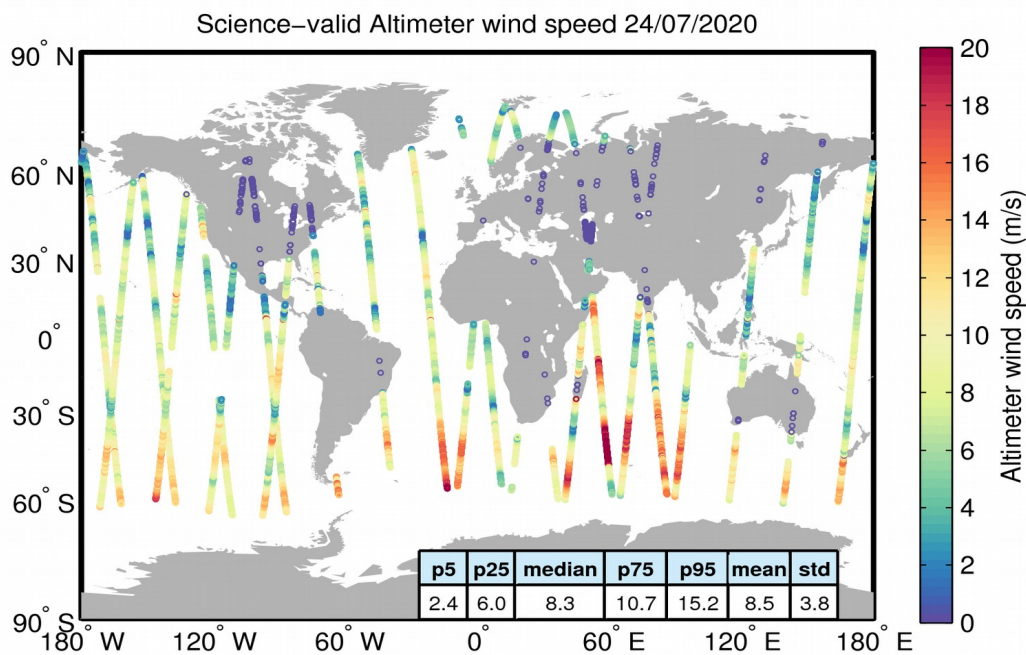 Science−valid Altimeter wind speed 24/07/2020
90° N
60° N
30° N
0°
30° S
60° S
90° S
180° W
120° W
60° W
0°
60° E
120° E
180° E
p5 p25 median p75 p95 mean std
2.4 6.0 8.3 10.7 15.2 8.5 3.8
20
18
16
14
12
10
8
6
4
2
0
Altimeter wind speed (m/s)